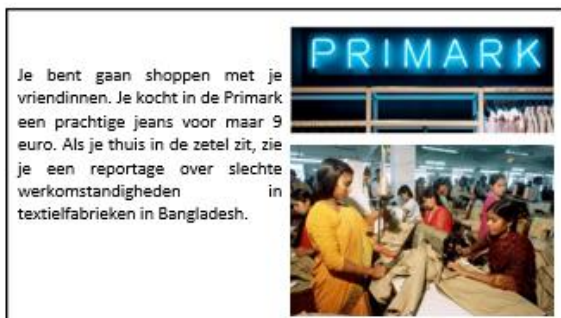 Je bent gaan shoppen met je
vriendinnen. Je kocht in de Primark
een prachtige jeans voor maar 9
euro. Als je thuis in de zetel zit, zie
je een reportage over slechte
werkomstandigheden in
textielfabrieken in Bangladesh.
PRIMARK